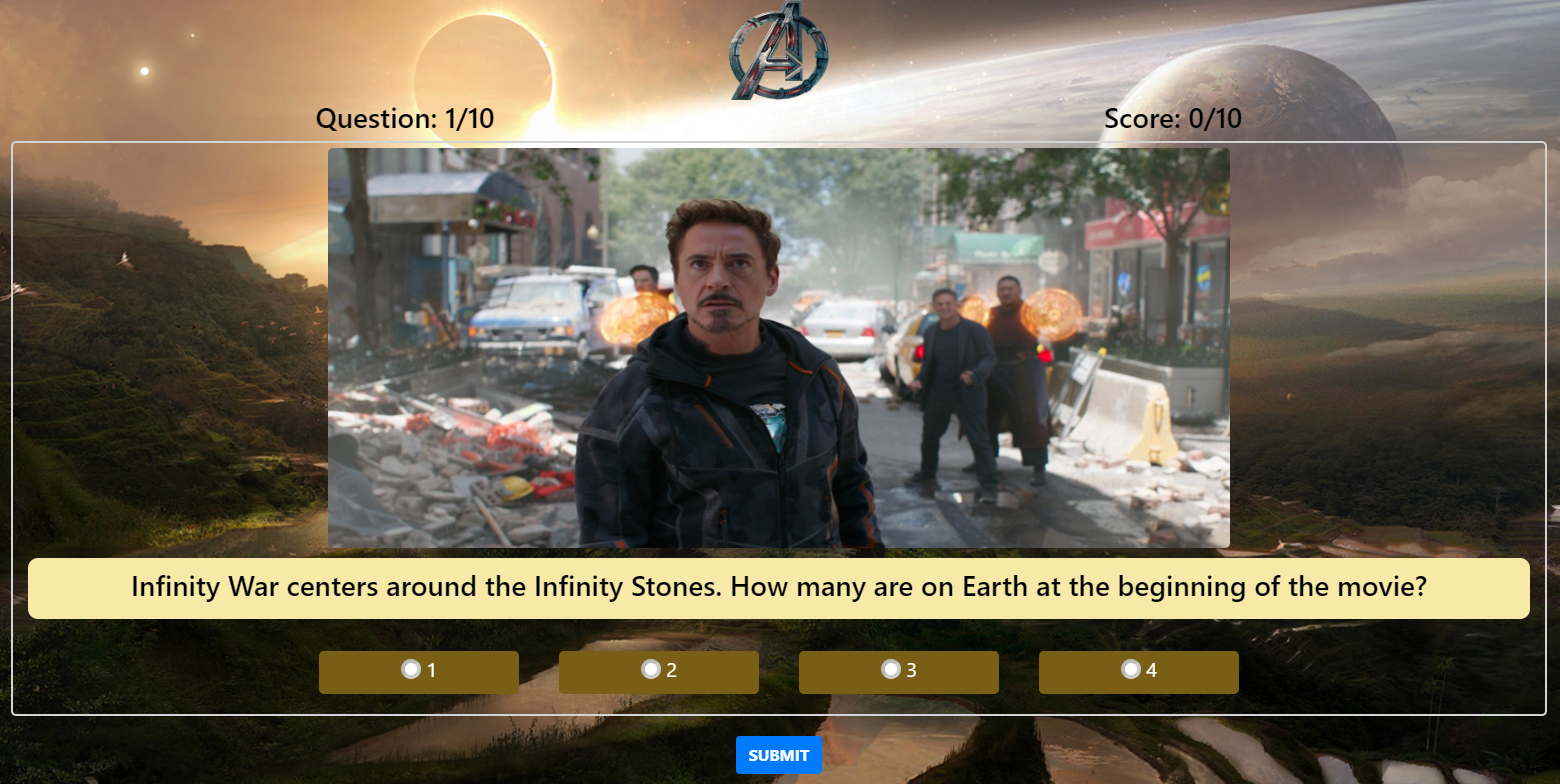 Question: 1/10
Score: 0/10
Infinity War centers around the Infinity Stones. How many are on Earth at the beginning of the movie?
1
2
3
4
SUBMIT